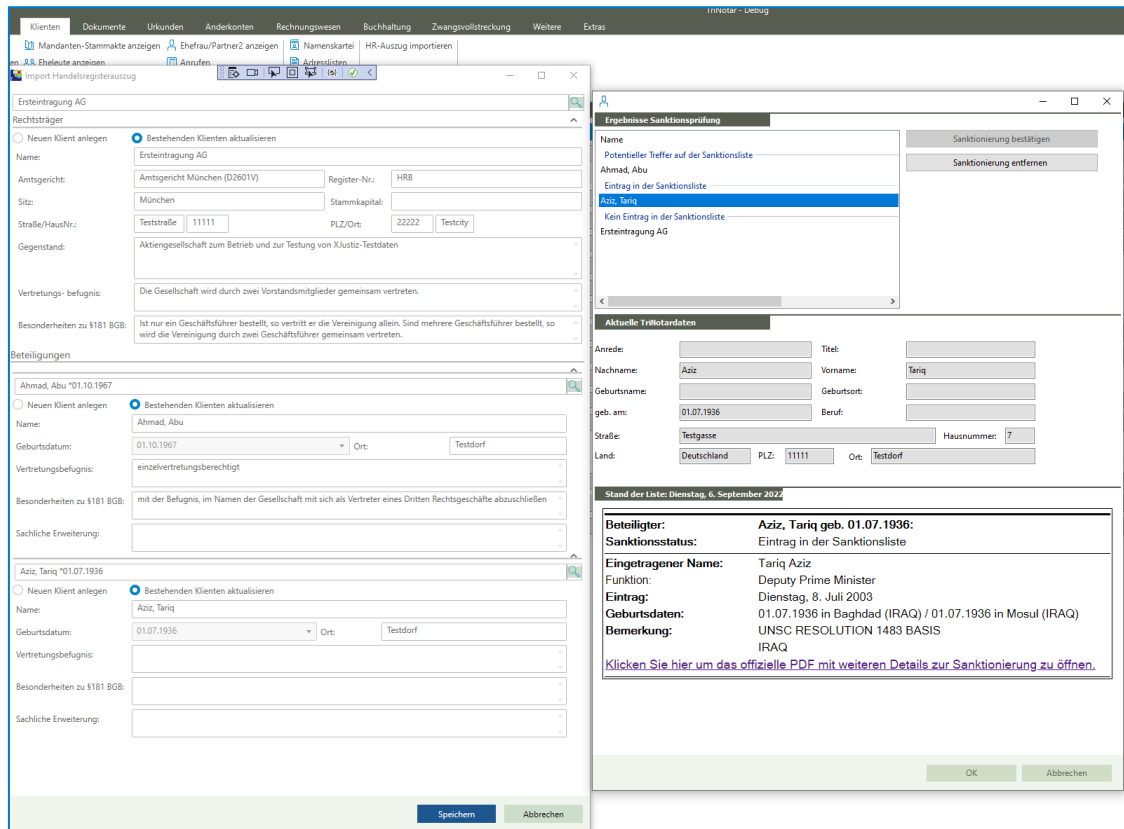 TriNotar - Debug
Klienten Dokumente Urkunden Anderkonten Rechnungswesen Buchhaltung Zwangsvollstreckung Weitere Extras
Mandanten-Stammakte anzeigen Ehefrau/Partner2 anzeigen Namenskartei HR-Auszug importieren
en Eheleute anzeigen Anrufen Adresslisten
Import Handelsregisterauszug
Ersteintragung AG
Rechtsträger
Neuen Klient anlegen Bestehenden Klienten aktualisieren
Name: Ersteintragung AG
Amtsgericht: Amtsgericht München (D2601V) Register-Nr.: HRB
Sitz: München Stammkapital:
Straße/HausNr.: Teststraße 11111 PLZ/Ort: 22222 Testcity
Gegenstand: Aktiengesellschaft zum Betrieb und zur Testung von XJustiz-Testdaten
Vertretungs- befugnis: Die Gesellschaft wird durch zwei Vorstandsmitglieder gemeinsam vertreten.
Besonderheiten zu §181 BGB: Ist nur ein Geschäftsführer bestellt, so vertritt er die Vereinigung allein. Sind mehrere Geschäftsführer bestellt, so
wird die Vereinigung durch zwei Geschäftsführer gemeinsam vertreten.
Beteiligungen
Ahmad, Abu *01.10.1967
Neuen Klient anlegen Bestehenden Klienten aktualisieren
Name: Ahmad, Abu
Geburtsdatum: 01.10.1967 Ort: Testdorf
Vertretungsbefugnis: einzelvertretungsberechtigt
Besonderheiten zu §181 BGB: mit der Befugnis, im Namen der Gesellschaft mit sich als Vertreter eines Dritten Rechtsgeschäfte abzuschließen
Sachliche Erweiterung:
Aziz, Tariq *01.07.1936
Neuen Klient anlegen Bestehenden Klienten aktualisieren
Name: Aziz, Tariq
Geburtsdatum: 01.07.1936 Ort: Testdorf
Vertretungsbefugnis:
Besonderheiten zu §181 BGB:
Sachliche Erweiterung:
Speichern Abbrechen
Ergebnisse Sanktionsprüfung
Name
Potentieller Treffer auf der Sanktionsliste
Ahmad, Abu
Eintrag in der Sanktionsliste
Aziz, Tariq
Kein Eintrag in der Sanktionsliste
Ersteintragung AG
Sanktionierung bestätigen
Sanktionierung entfernen
Aktuelle TriNotardaten
Anrede: Titel:
Nachname: Aziz Vorname: Tariq
Geburtsname: Geburtsort:
geb. am: 01.07.1936 Beruf:
Straße: Testgasse Hausnummer: 7
Land: Deutschland PLZ: 11111 Ort: Testdorf
Stand der Liste: Dienstag, 6. September 2022
Beteiligter: Aziz, Tariq geb. 01.07.1936:
Sanktionsstatus: Eintrag in der Sanktionsliste
Eingetragener Name: Tariq Aziz
Funktion: Deputy Prime Minister
Eintrag: Dienstag, 8. Juli 2003
Geburtsdaten: 01.07.1936 in Baghdad (IRAQ) / 01.07.1936 in Mosul (IRAQ)
Bemerkung: UNSC RESOLUTION 1483 BASIS
IRAQ
Klicken Sie hier um das offizielle PDF mit weiteren Details zur Sanktionierung zu öffnen.
OK Abbrechen